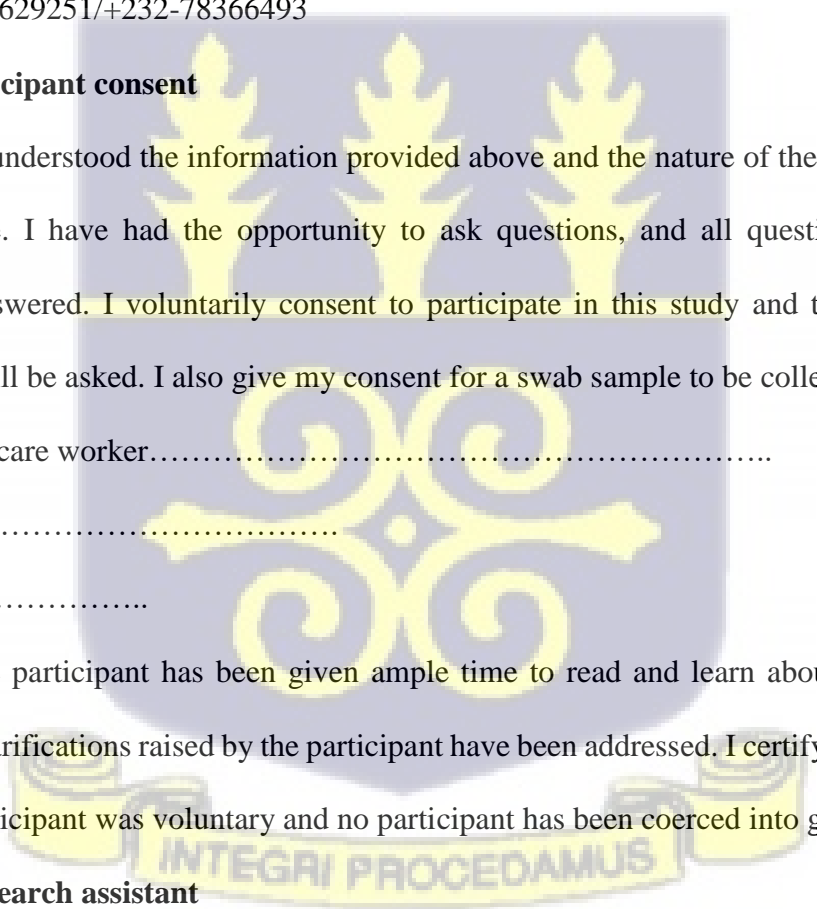 629251/+232-78366493
cipant consent
understood the information provided above and the nature of the
. I have had the opportunity to ask questions, and all questi
swered. I voluntarily consent to participate in this study and t
ll be asked. I also give my consent for a swab sample to be colle
care worker…………………………………………………………..
…………………………….
…………..
participant has been given ample time to read and learn abou
arifications raised by the participant have been addressed. I certify
icipant was voluntary and no participant has been coerced into g
INTEGRI PROCEDAMUS
earch assistant